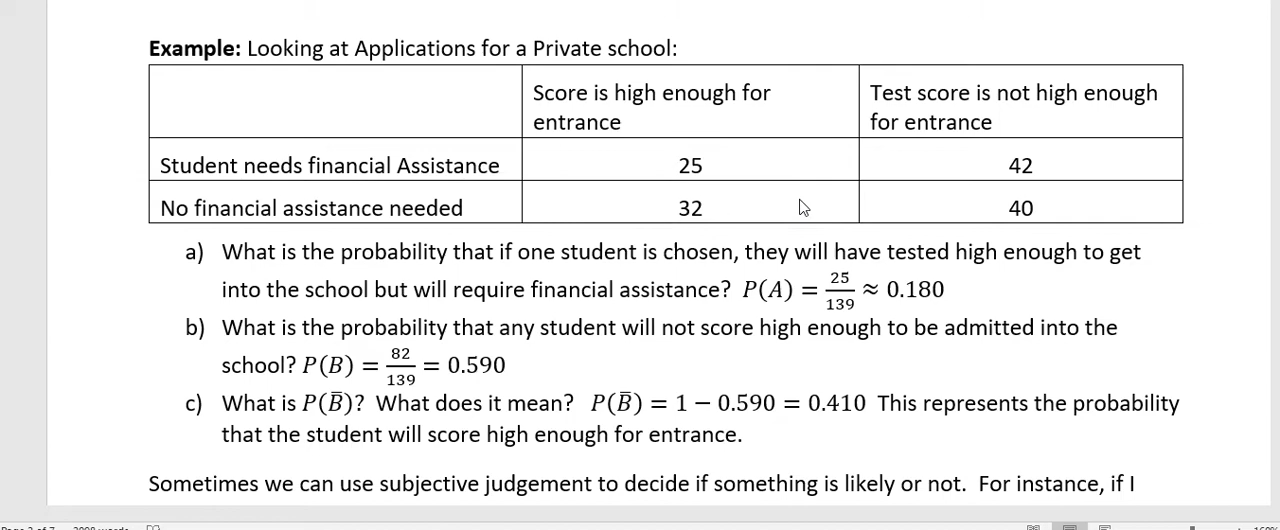 Example: Looking at Applications for a Private school:
Score is high enough for
entrance
Test score is not high enough
for entrance
Student needs financial Assistance 25 42
No financial assistance needed 32 40
a) What is the probability that if one student is chosen, they will have tested high enough to get
into the school but will require financial assistance? P(A) = 25/139 ≈ 0.180
b) What is the probability that any student will not score high enough to be admitted into the
school? P(B) = 82/139 = 0.590
c) What is P(B̄)? What does it mean? P(B̄) = 1 − 0.590 = 0.410 This represents the probability
that the student will score high enough for entrance.
Sometimes we can use subjective judgement to decide if something is likely or not. For instance, if I